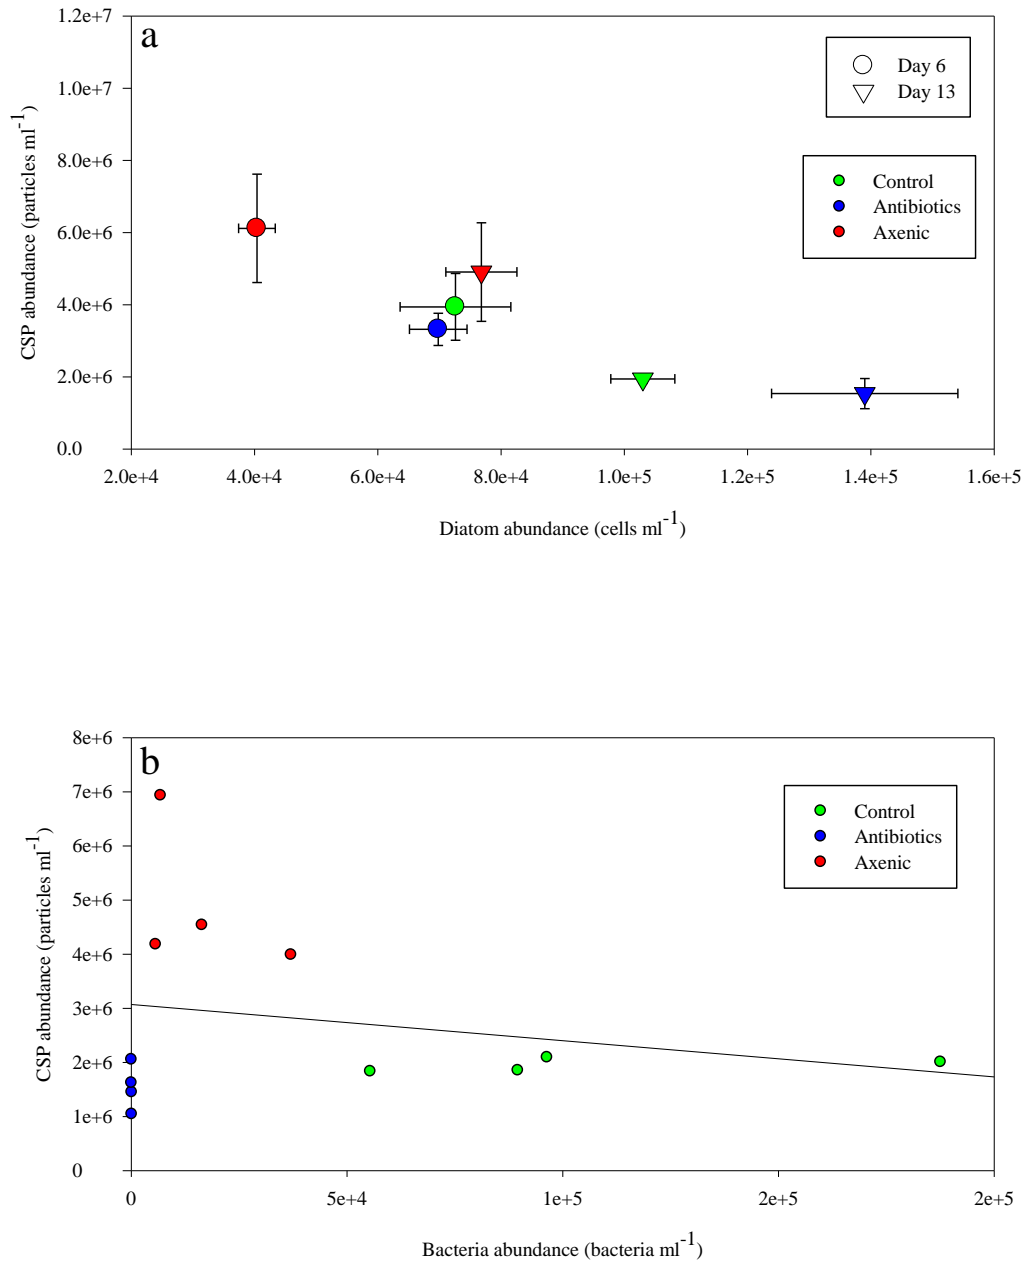 a
1.2e+7
1.0e+7
8.0e+6
6.0e+6
4.0e+6
2.0e+6
0.0
CSP abundance (particles ml-1)
Day 6
Day 13
Control
Antibiotics
Axenic
2.0e+4 4.0e+4 6.0e+4 8.0e+4 1.0e+5 1.2e+5 1.4e+5 1.6e+5
Diatom abundance (cells ml-1)
b
8e+6
7e+6
6e+6
5e+6
4e+6
3e+6
2e+6
1e+6
0
CSP abundance (particles ml-1)
Control
Antibiotics
Axenic
0 5e+4 1e+5 2e+5 2e+5
Bacteria abundance (bacteria ml-1)